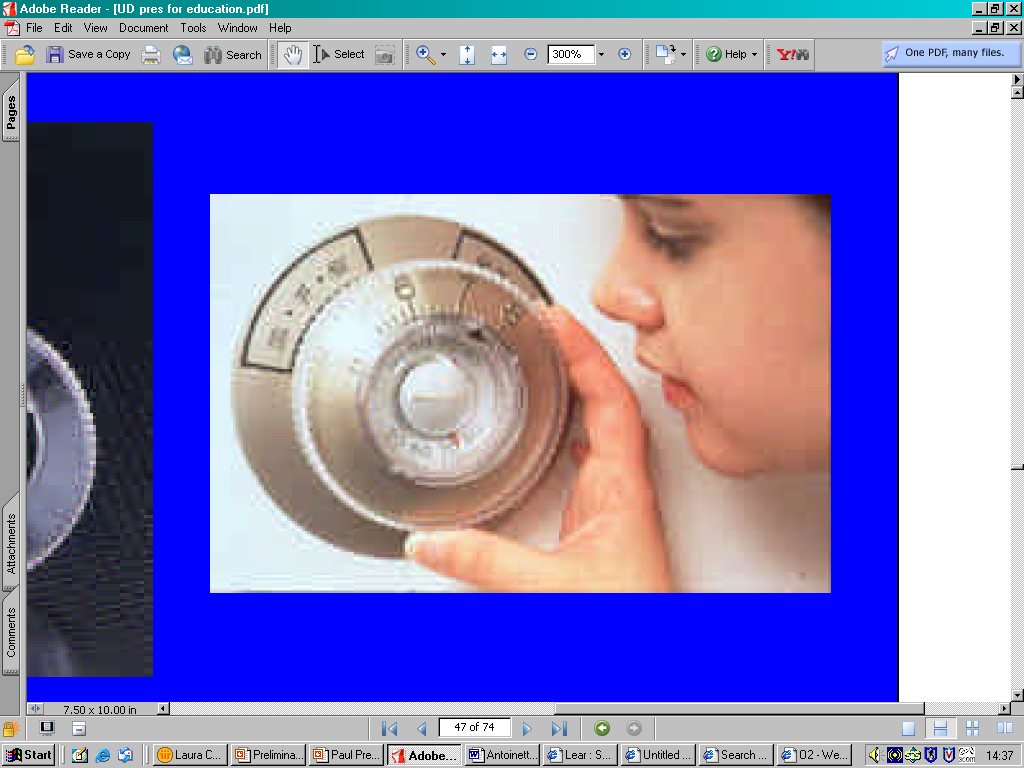 Adobe Reader - [UD pres for education.pdf]
File Edit View Document Tools Window Help
Save a Copy Search Select 300% Help Y! One PDF, many files.
Pages
Attachments
Comments
7.50 x 10.00 in
47 of 74
Start Laura C... Prelimina... Paul Pre... Adobe... Antoinett... Lear : S... Untitled ... Search ... O2 - We... 14:37